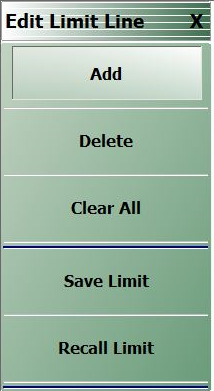 Edit Limit Line X
Add
Delete
Clear All
Save Limit
Recall Limit